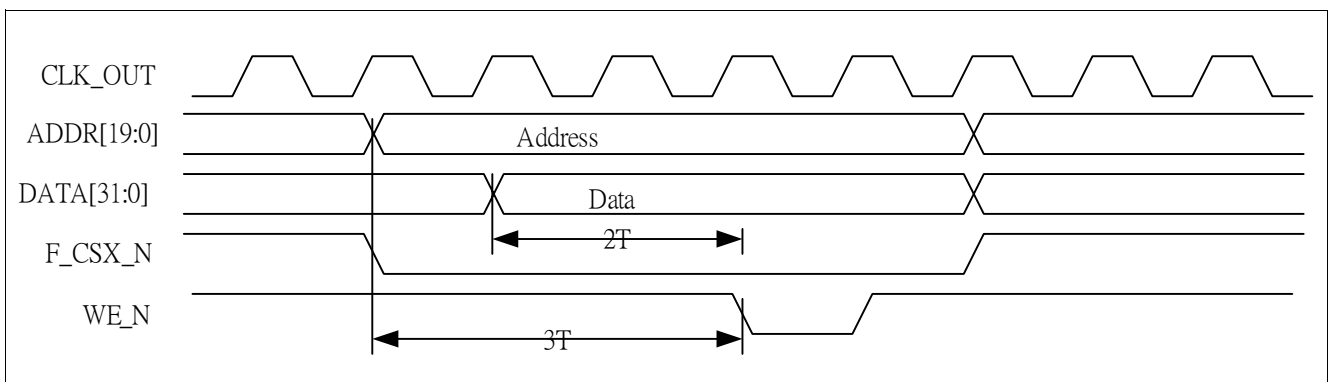 CLK_OUT
ADDR[19:0]
Address
DATA[31:0]
Data
2T
F_CSX_N
WE_N
3T